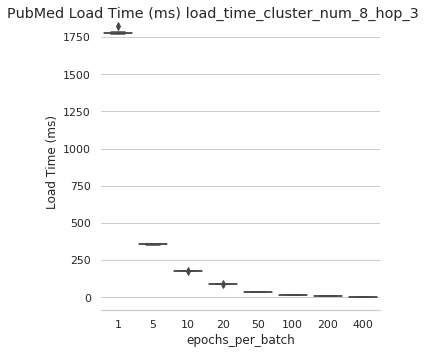 PubMed Load Time (ms) load_time_cluster_num_8_hop_3
1750
1500
1250
1000
750
500
250
0
Load Time (ms)
1 5 10 20 50 100 200 400
epochs_per_batch